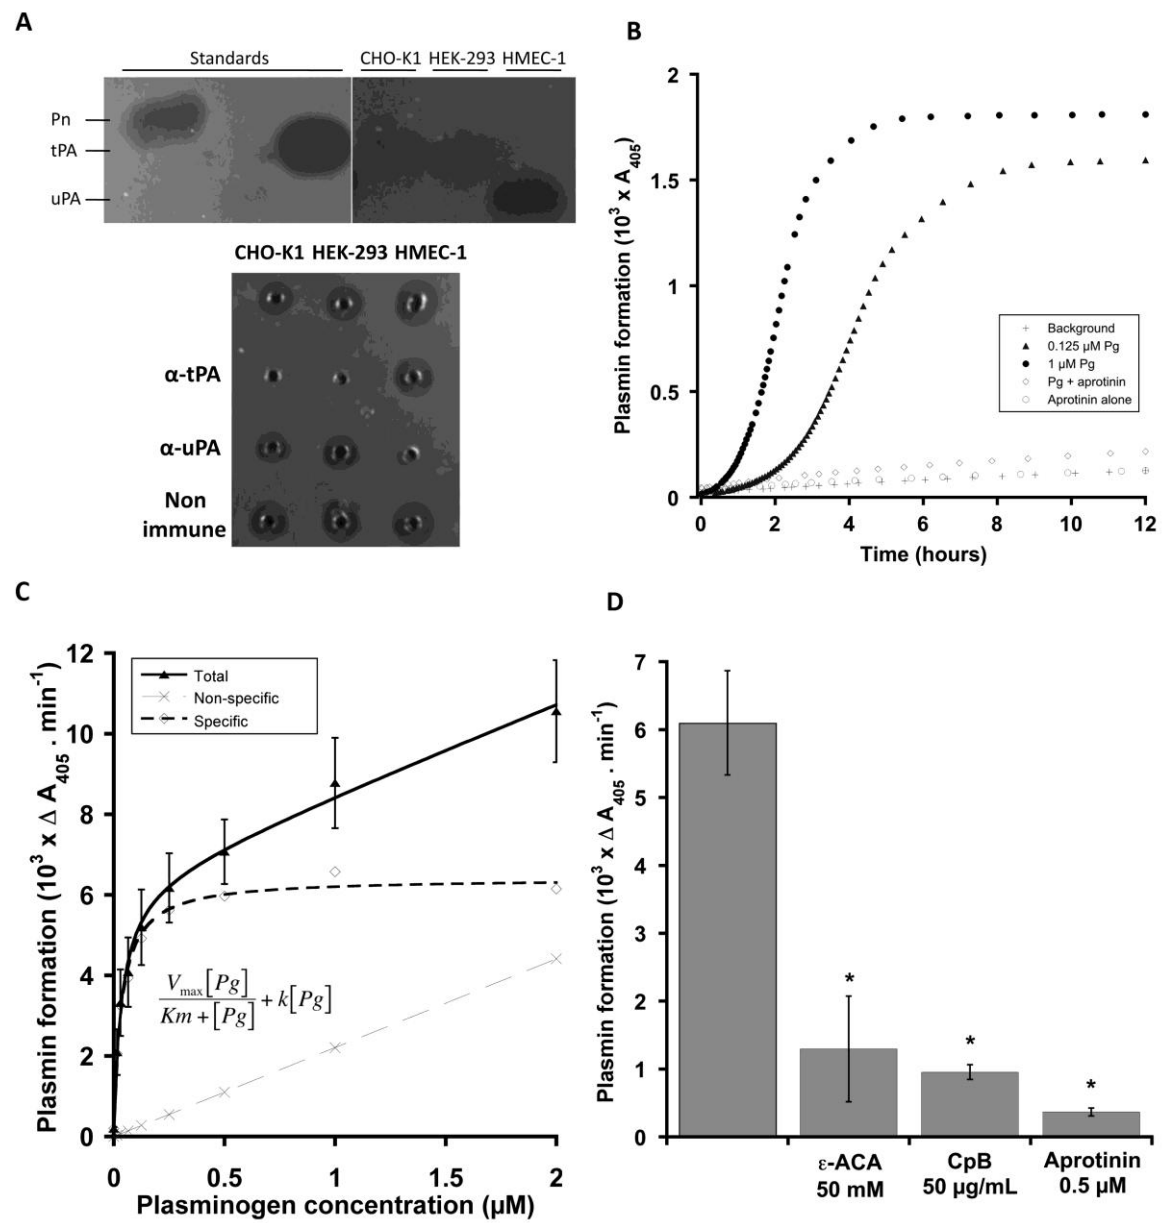 A
Standards
CHO-K1 HEK-293 HMEC-1
Pn
tPA
uPA
CHO-K1 HEK-293 HMEC-1
α-tPA
α-uPA
Non
immune
B
Plasmin formation (10³ x A₄₀₅)
2
1.5
1
0.5
0
0 2 4 6 8 10 12
Time (hours)
Background
0.125 µM Pg
1 µM Pg
Pg + aprotinin
Aprotinin alone
C
Plasmin formation (10³ x Δ A₄₀₅ . min⁻¹)
12
10
8
6
4
2
0
0 0.5 1 1.5 2
Plasminogen concentration (µM)
Total
Non-specific
Specific
Vmax[Pg]
Km+[Pg] + k[Pg]
D
Plasmin formation (10³ x Δ A₄₀₅ . min⁻¹)
7
6
5
4
3
2
1
0
*
*
*
ε-ACA CpB Aprotinin
50 mM 50 µg/mL 0.5 µM